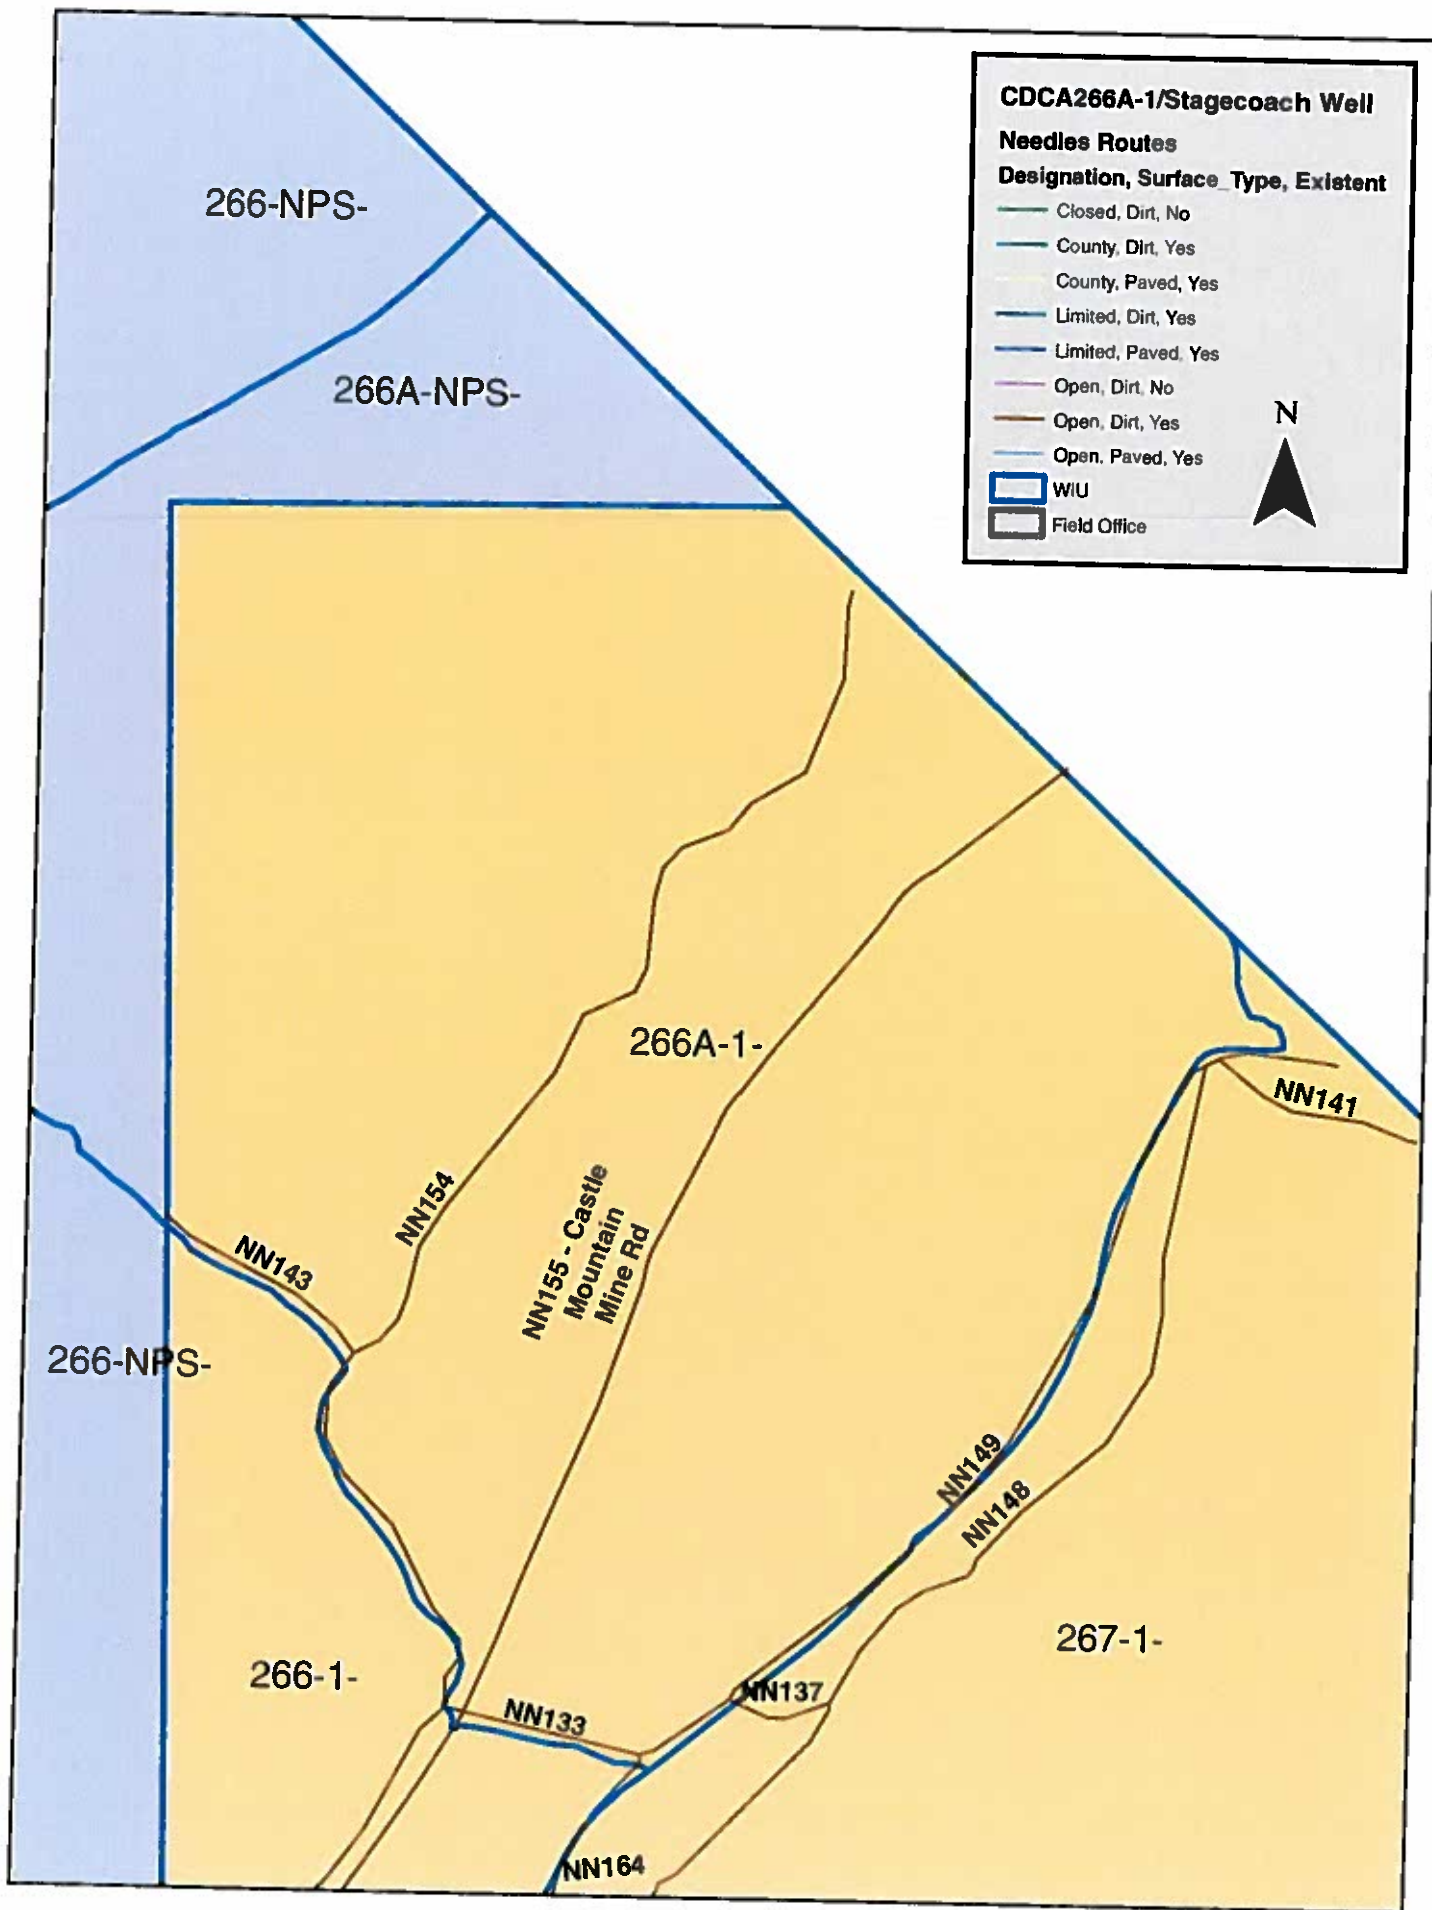 CDCA266A-1/Stagecoach Well
Needles Routes
Designation, Surface_Type, Existent
Closed, Dirt, No
County, Dirt, Yes
County, Paved, Yes
Limited, Dirt, Yes
Limited, Paved, Yes
Open, Dirt, No
Open, Dirt, Yes
Open, Paved, Yes
WIU
Field Office
N
266-NPS-
266A-NPS-
266A-1-
NN141
NN154
NN155 - Castle
Mountain
Mine Rd
NN143
266-NPS-
NN149
NN148
267-1-
266-1-
NN137
NN133
NN164